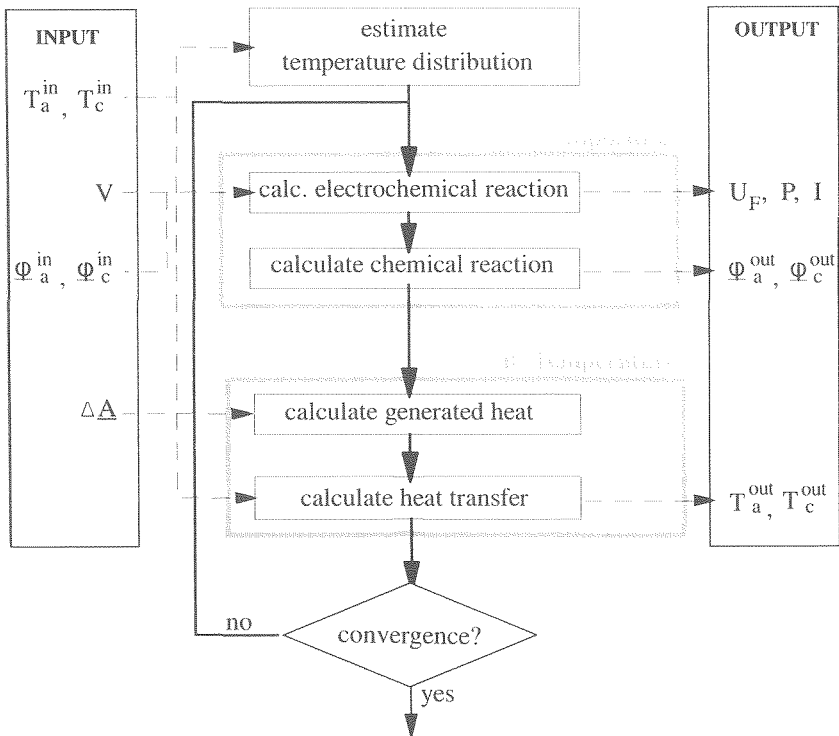 INPUT
T_a^in, T_c^in
V
φ_a^in, φ_c^in
Δ A
estimate
temperature distribution
calc. electrochemical reaction
calculate chemical reaction
calculate generated heat
calculate heat transfer
convergence?
no
yes
OUTPUT
U_F, P, I
φ_a^out, φ_c^out
T_a^out, T_c^out